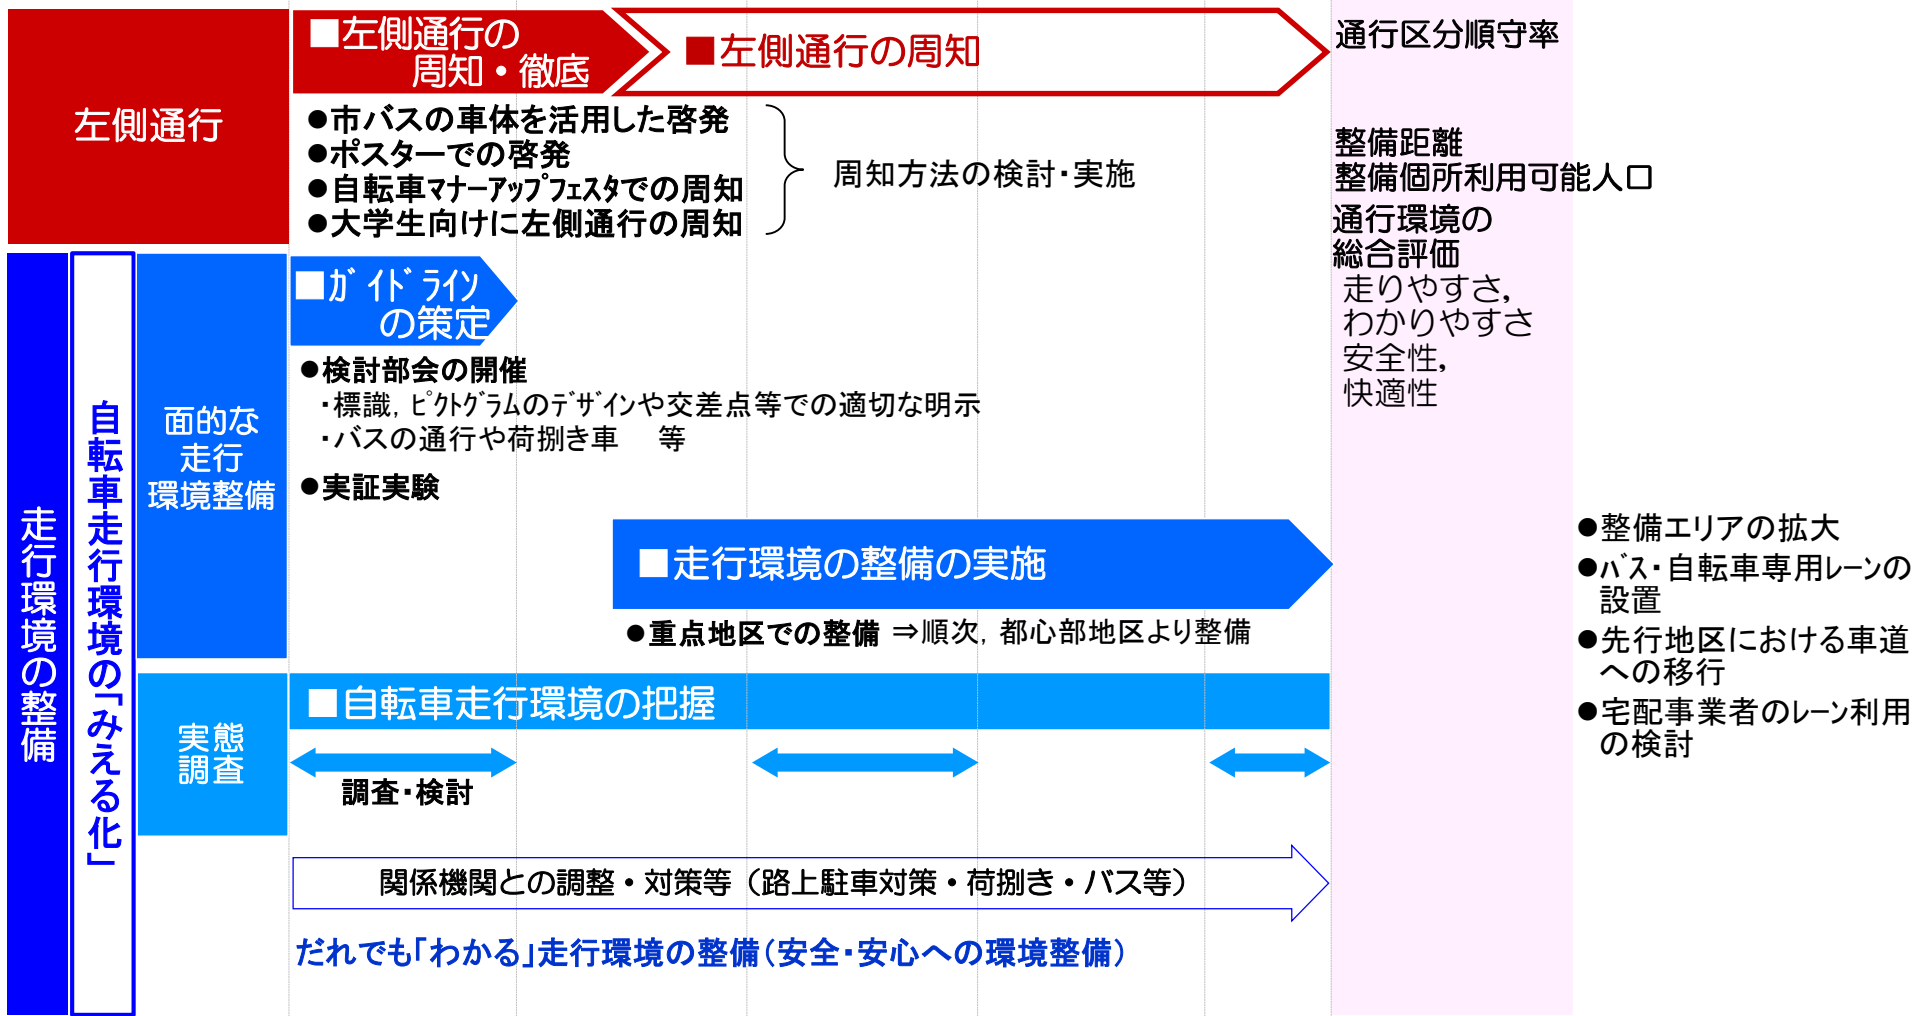 左側通行
■左側通行の
周知・徹底
■左側通行の周知
●市バスの車体を活用した啓発
●ポスターでの啓発
●自転車マナーアップフェスタでの周知
●大学生向けに左側通行の周知
周知方法の検討・実施
通行区分順守率
整備距離
整備個所利用可能人口
通行環境の
総合評価
走りやすさ，
わかりやすさ
安全性，
快適性
走行環境の整備
自転車走行環境の「みえる化」
面的な
走行
環境整備
■ガイドライン
の策定
●検討部会の開催
・標識，ピクトグラムのデザインや交差点等での適切な明示
・バスの通行や荷捌き車　等
●実証実験
■走行環境の整備の実施
●重点地区での整備 ⇒順次，都心部地区より整備
●整備エリアの拡大
●バス・自転車専用レーンの
設置
●先行地区における車道
への移行
●宅配事業者のレーン利用
の検討
実態
調査
■自転車走行環境の把握
調査・検討
関係機関との調整・対策等（路上駐車対策・荷捌き・バス等）
だれでも「わかる」走行環境の整備（安全・安心への環境整備）